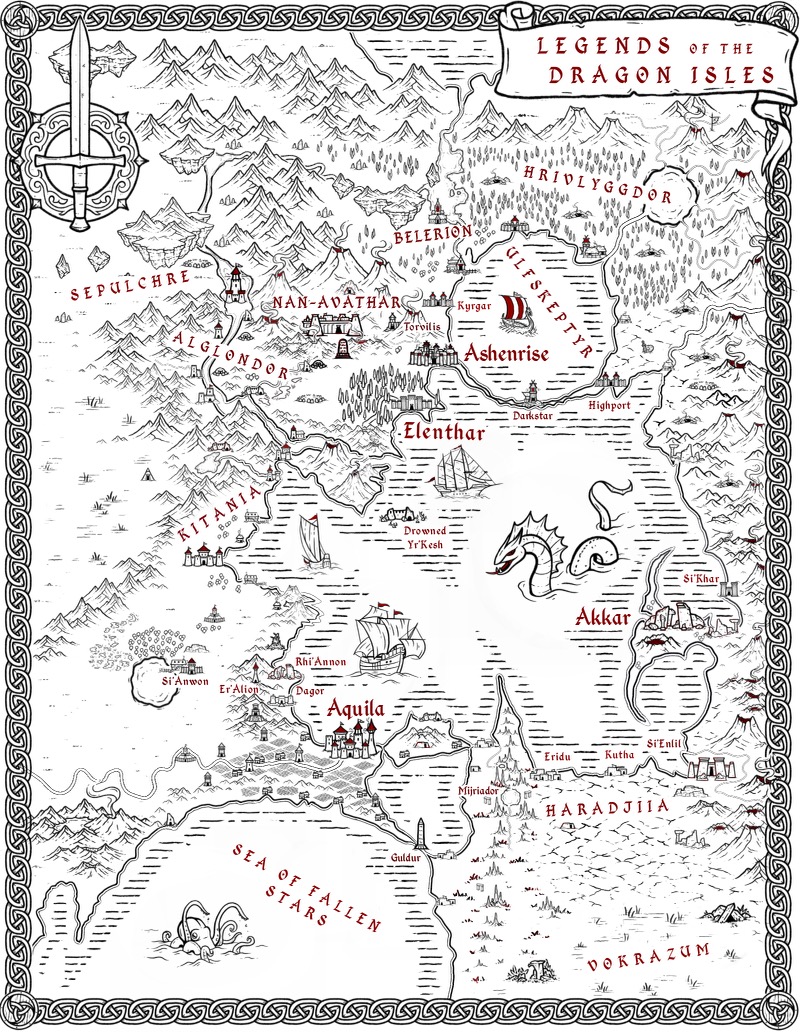 LEGENDS OF THE
DRAGON ISLES
HRIVLYGGDOR
BELERION
ULFSKEPTYR
SEPULCHRE
NAN-AVATHAR
Kyrgar
Torvilis
ALGLONDOR
Ashenrise
Highport
Darkstar
Elenthar
KITANIA
Drowned
Yr'Kesh
Si'Khar
Akkar
Rhi'Annon
Si'Anwon
Er'Alion
Dagor
Aquila
Si'Enlil
Eridu
Kutha
Mijriador
HARADJIIA
Guldur
SEA OF FALLEN
STARS
VOKRAZUM